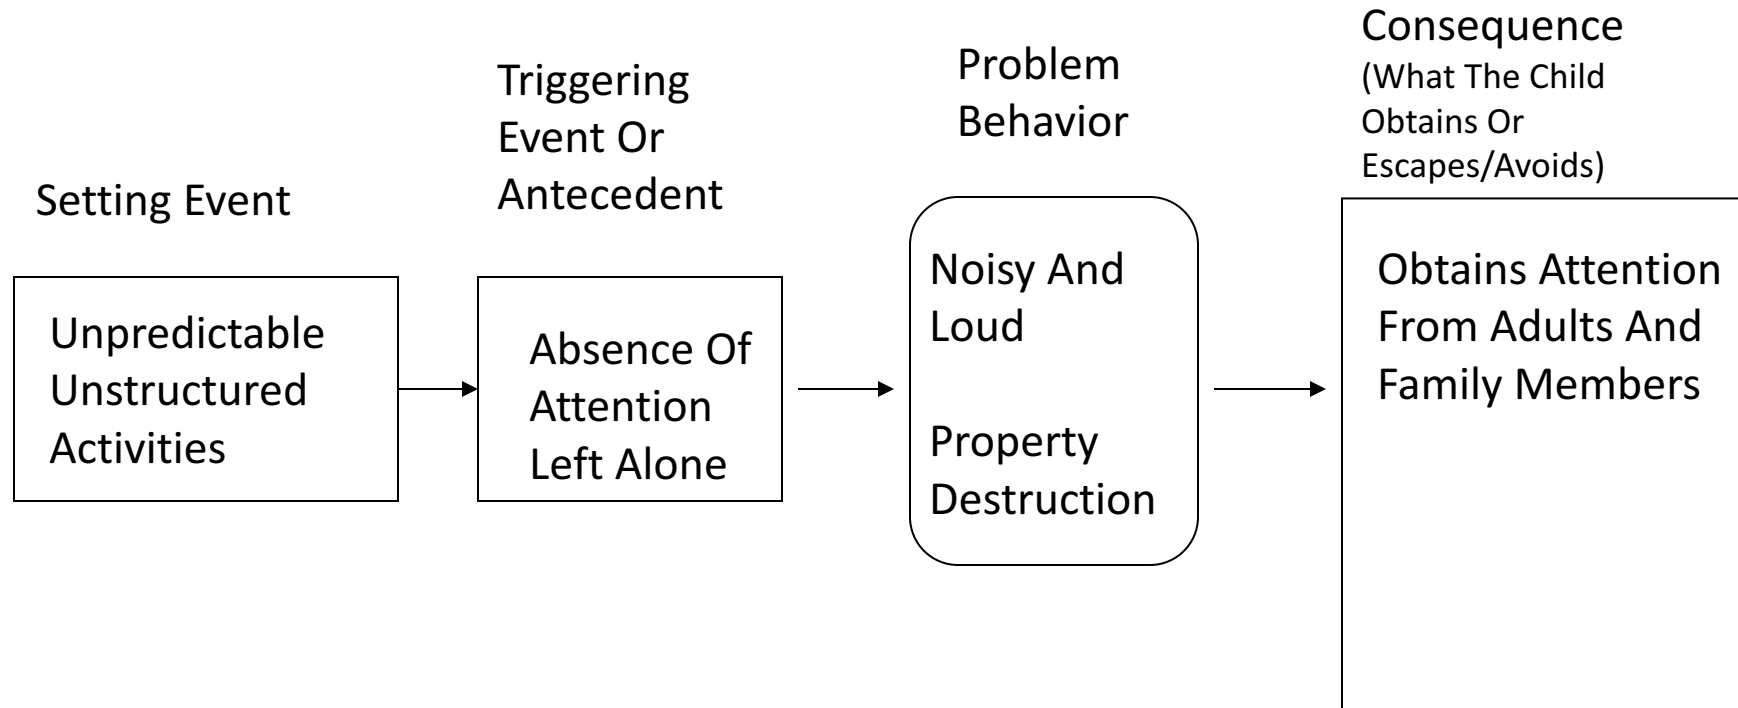 Setting Event
Unpredictable
Unstructured
Activities
Triggering
Event Or
Antecedent
Absence Of
Attention
Left Alone
Problem
Behavior
Noisy And
Loud
Property
Destruction
Consequence
(What The Child
Obtains Or
Escapes/Avoids)
Obtains Attention
From Adults And
Family Members